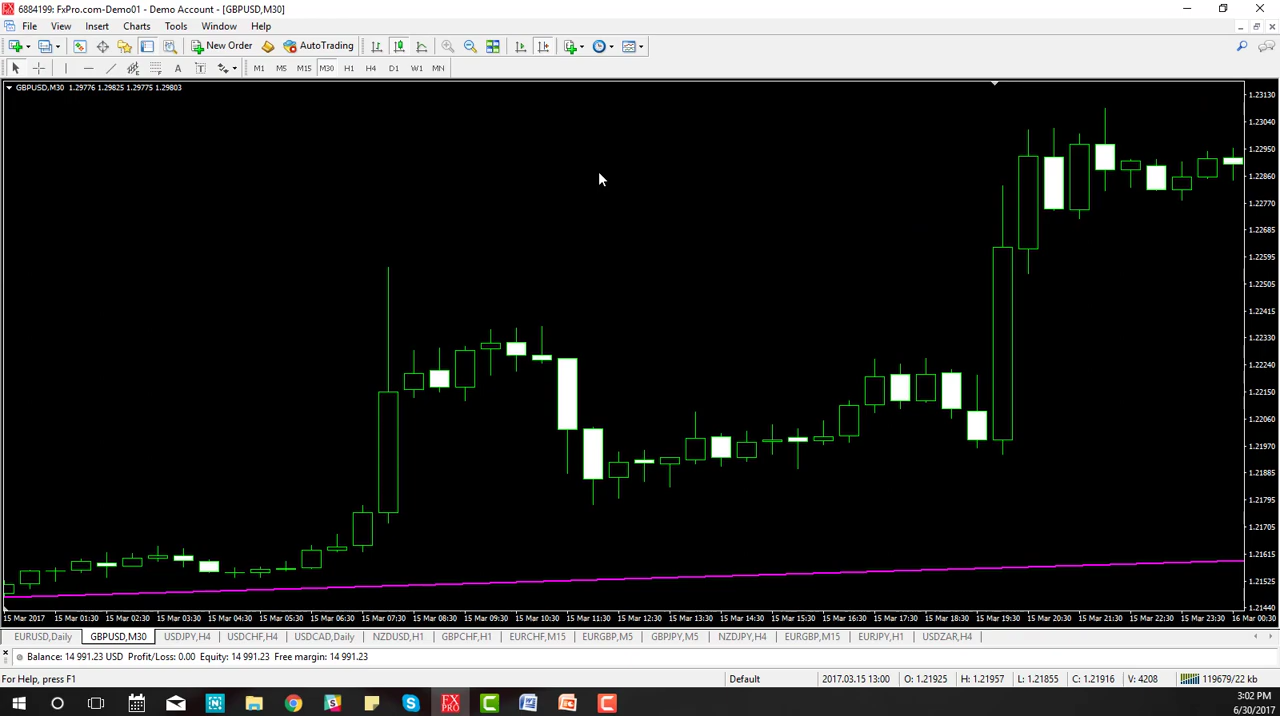 6884199: FxPro.com-Demo01 - Demo Account - [GBPUSD,M30]
File View Insert Charts Tools Window Help
New Order AutoTrading
A T M1 M5 M15 M30 H1 H4 D1 W1 MN
GBPUSD,M30 1.29776 1.29825 1.29775 1.29803
1.23130
1.23040
1.22950
1.22860
1.22770
1.22685
1.22595
1.22505
1.22415
1.22330
1.22240
1.22150
1.22060
1.21970
1.21885
1.21795
1.21705
1.21615
1.21525
1.21440
15 Mar 2017 15 Mar 01:30 15 Mar 02:30 15 Mar 03:30 15 Mar 04:30 15 Mar 05:30 15 Mar 06:30 15 Mar 07:30 15 Mar 08:30 15 Mar 09:30 15 Mar 10:30 15 Mar 11:30 15 Mar 12:30 15 Mar 13:30 15 Mar 14:30 15 Mar 15:30 15 Mar 16:30 15 Mar 17:30 15 Mar 18:30 15 Mar 19:30 15 Mar 20:30 15 Mar 21:30 15 Mar 22:30 15 Mar 23:30 16 Mar 00:30
EURUSD,Daily GBPUSD,M30 USDJPY,H4 USDCHF,H4 USDCAD,Daily NZDUSD,H1 GBPCHF,H1 EURCHF,M15 EURGBP,M5 GBPJPY,M5 NZDJPY,H4 EURGBP,M15 EURJPY,H1 USDZAR,H4
Balance: 14 991.23 USD Profit/Loss: 0.00 Equity: 14 991.23 Free margin: 14 991.23
For Help, press F1 Default 2017.03.15 13:00 O: 1.21925 H: 1.21957 L: 1.21855 C: 1.21916 V: 4208 119679/22 kb
3:02 PM
6/30/2017